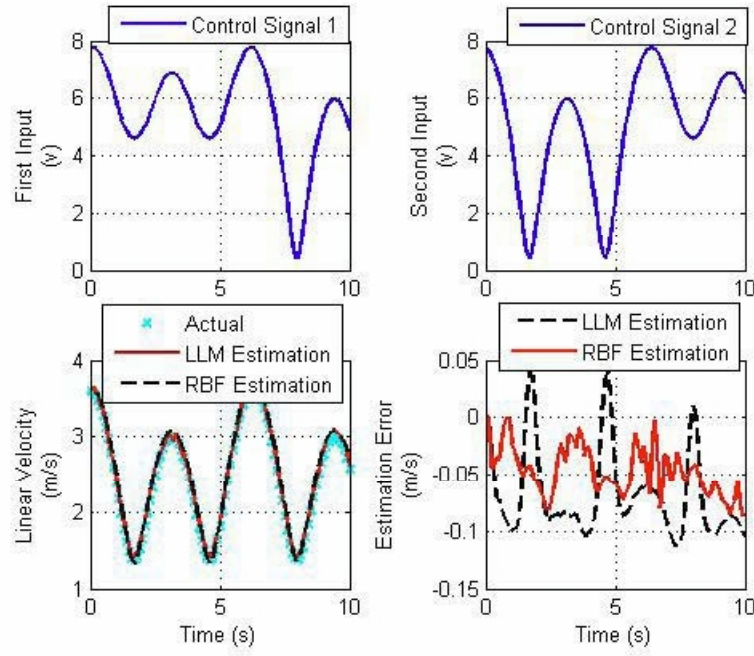 Control Signal 1
8
6
4
2
0
First Input
(v)
0
5
10
Control Signal 2
8
6
4
2
0
Second Input
(v)
0
5
10
Actual
LLM Estimation
RBF Estimation
4
3
2
1
Linear Velocity
(m/s)
0
5
10
Time (s)
LLM Estimation
RBF Estimation
0.05
0
-0.05
-0.1
-0.15
Estimation Error
(m/s)
0
5
10
Time (s)